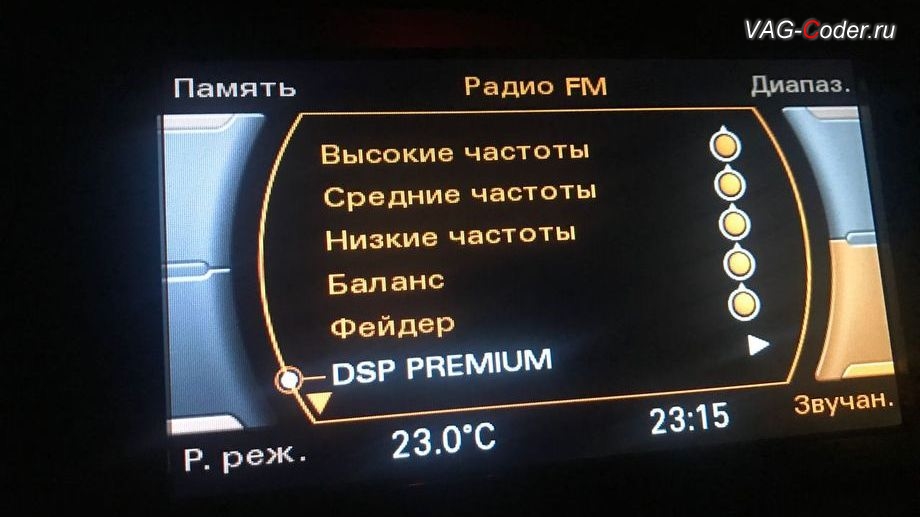 VAG-Coder.ru
Память Радио FM Диапаз.
Высокие частоты
Средние частоты
Низкие частоты
Баланс
Фейдер
DSP PREMIUM
Р. реж. 23.0°C 23:15 Звучан.